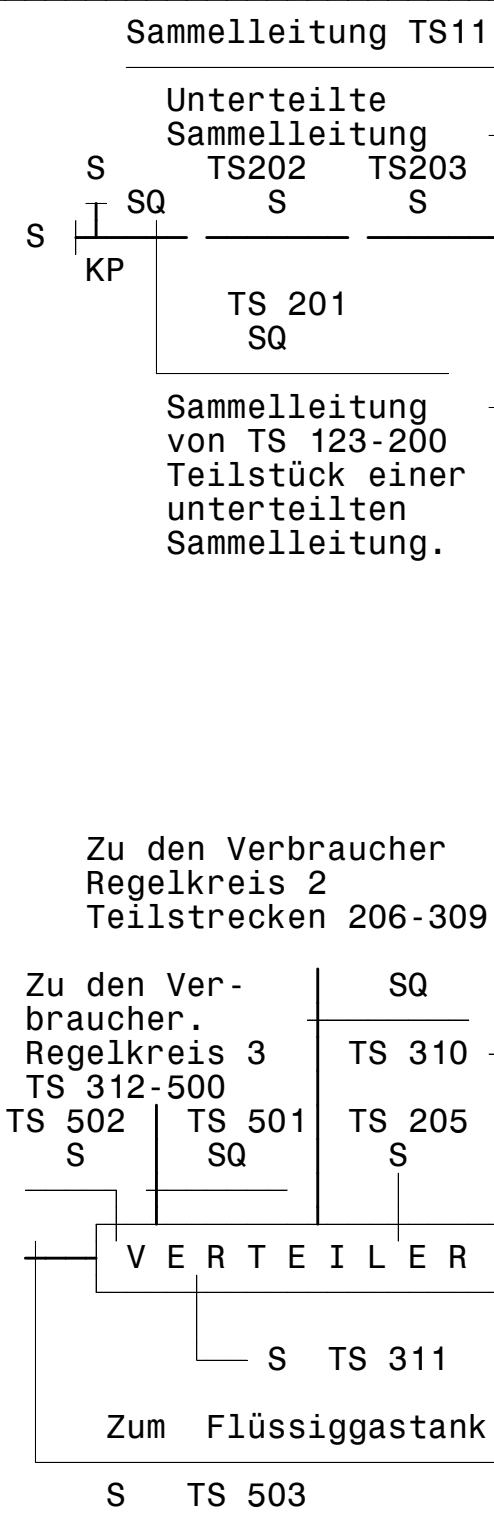 Sammelleitung TS11
Unterteilte
Sammelleitung
S TS202 TS203
SQ S S
S
KP
TS 201
SQ
Sammelleitung
von TS 123-200
Teilstück einer
unterteilten
Sammelleitung.
Zu den Verbraucher
Regelkreis 2
Teilstrecken 206-309
Zu den Ver-
braucher.
Regelkreis 3
TS 312-500
SQ
TS 310
TS 502 TS 501 TS 205
S SQ S
V E R T E I L E R
S TS 311
Zum Flüssiggastank
S TS 503